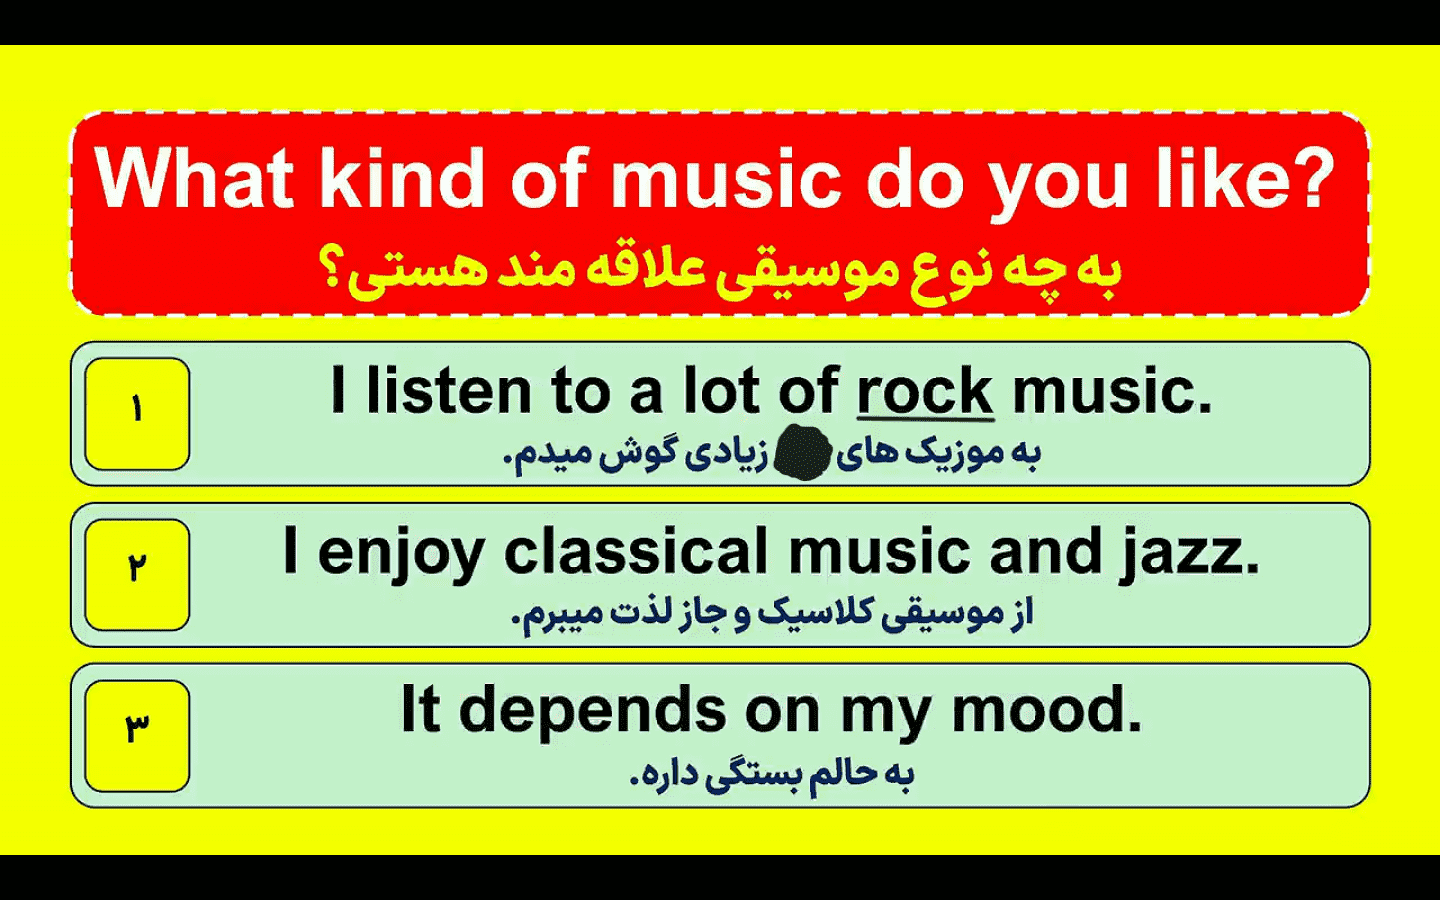 What kind of music do you like?
به چه نوع موسیقی علاقه مند هستی؟
۱
I listen to a lot of rock music.
به موزیک های زیادی گوش میدم.
۲
I enjoy classical music and jazz.
از موسیقی کلاسیک و جاز لذت میبرم.
۳
It depends on my mood.
به حالم بستگی داره.